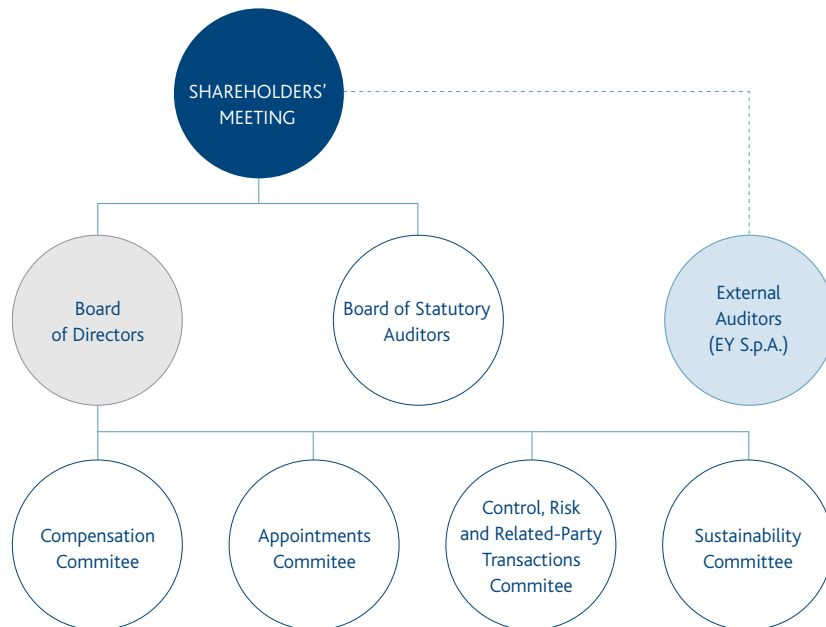 SHAREHOLDERS'
MEETING
Board
of Directors
Board of Statutory
Auditors
External
Auditors
(EY S.p.A.)
Compensation
Commitee
Appointments
Commitee
Control, Risk
and Related-Party
Transactions
Commitee
Sustainability
Committee